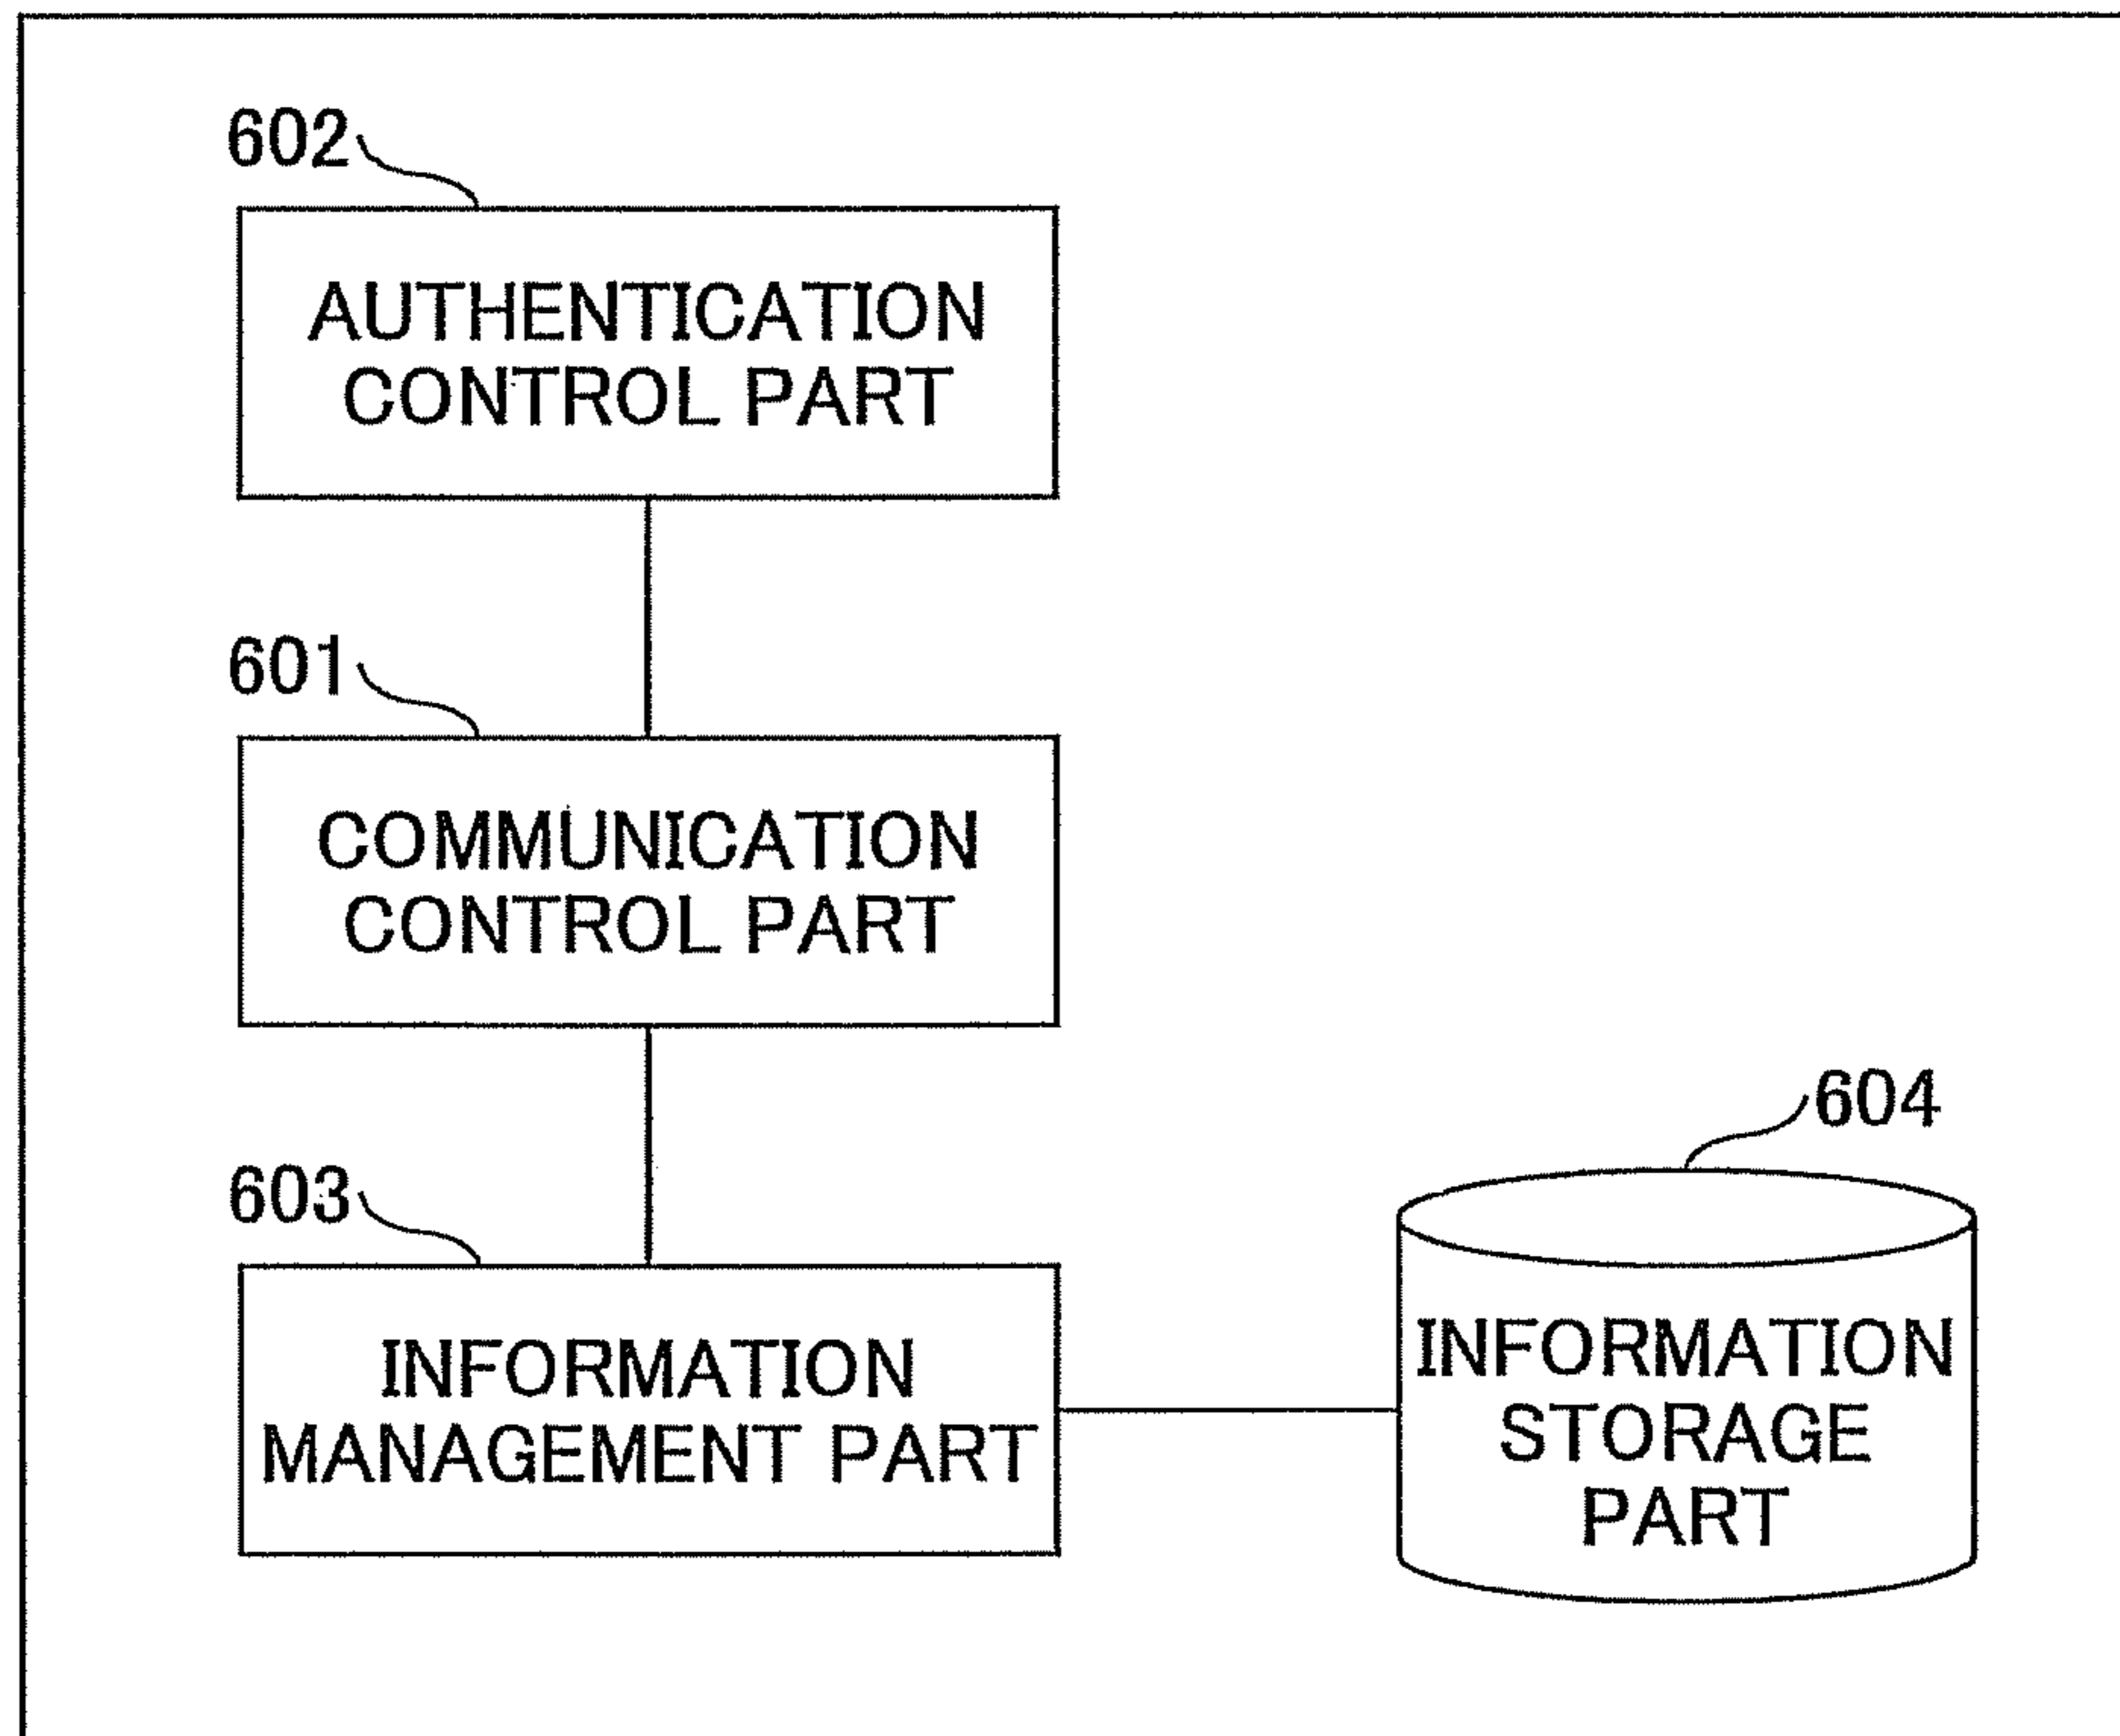 602
AUTHENTICATION
CONTROL PART
601
COMMUNICATION
CONTROL PART
603
INFORMATION
MANAGEMENT PART
604
INFORMATION
STORAGE
PART